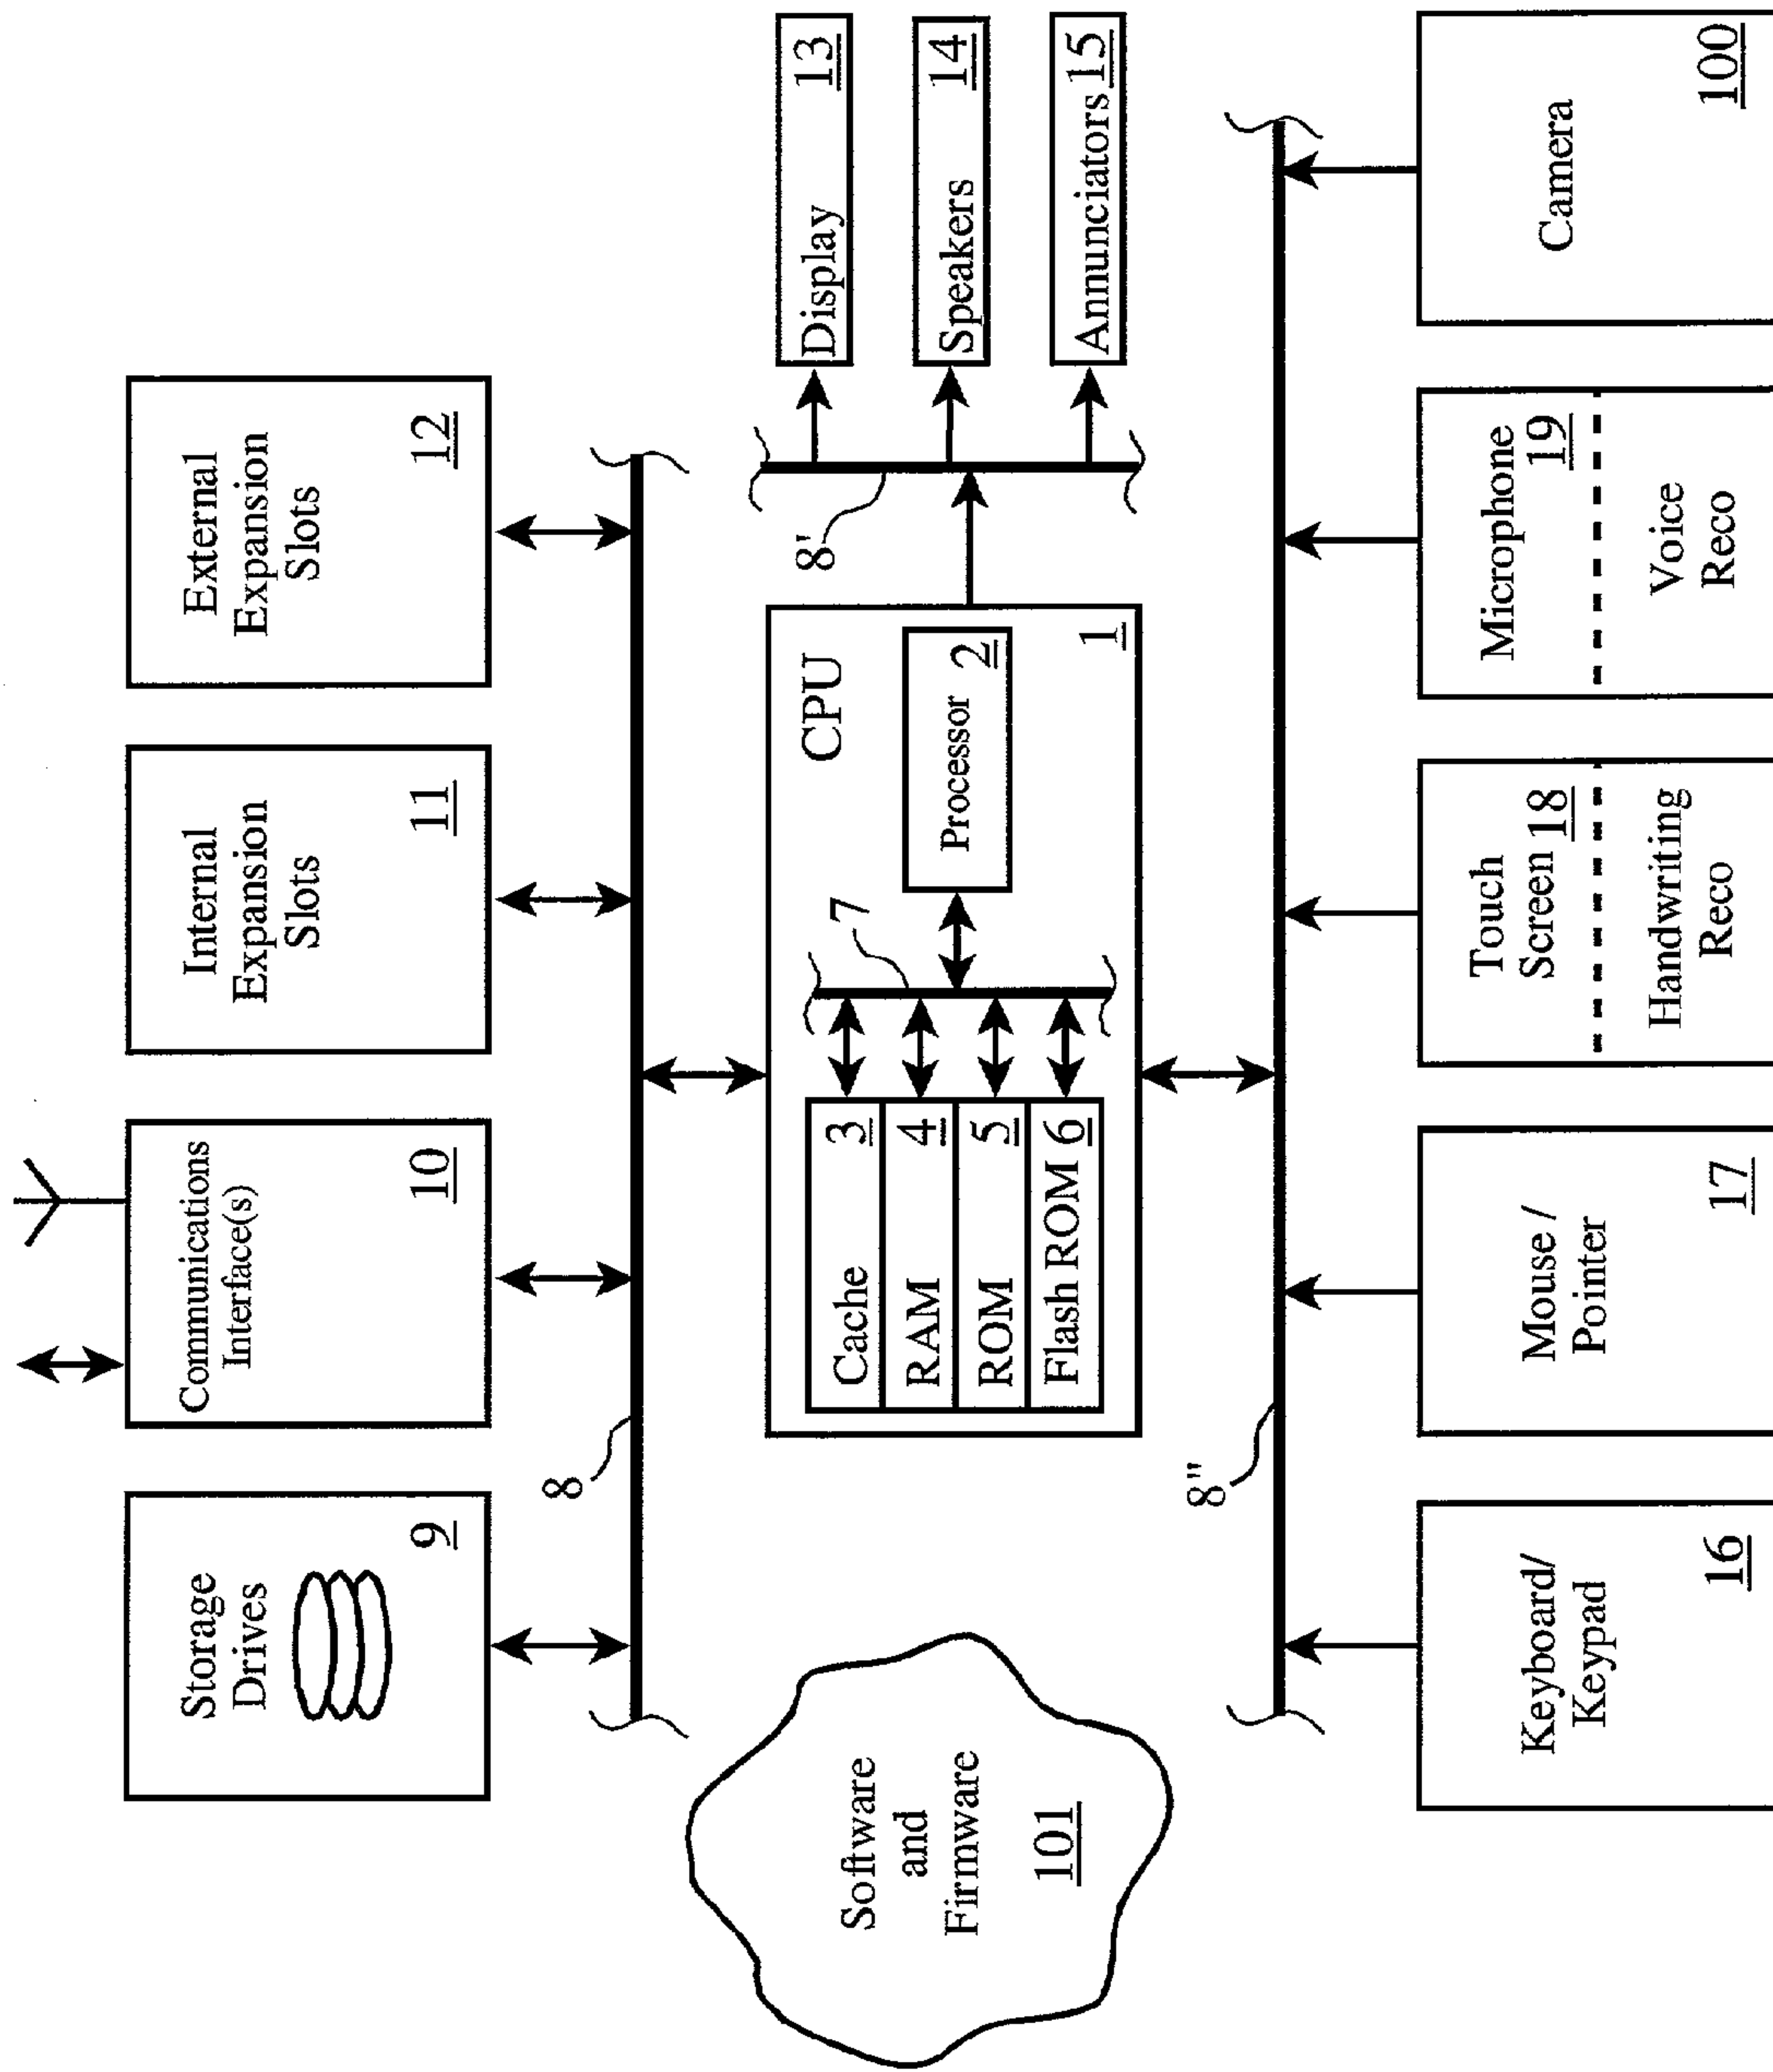 Storage
Drives
9
Communications
Interface(s)
10
Internal
Expansion
Slots
11
External
Expansion
Slots
12
8
Software
and
Firmware
101
CPU
1
Cache 3
RAM 4
ROM 5
Flash ROM 6
7
Processor 2
8'
Display 13
Speakers 14
Annunciators 15
8"
Keyboard/
Keypad
16
Mouse /
Pointer
17
Touch
Screen 18
Handwriting
Reco
Microphone
19
Voice
Reco
Camera
100